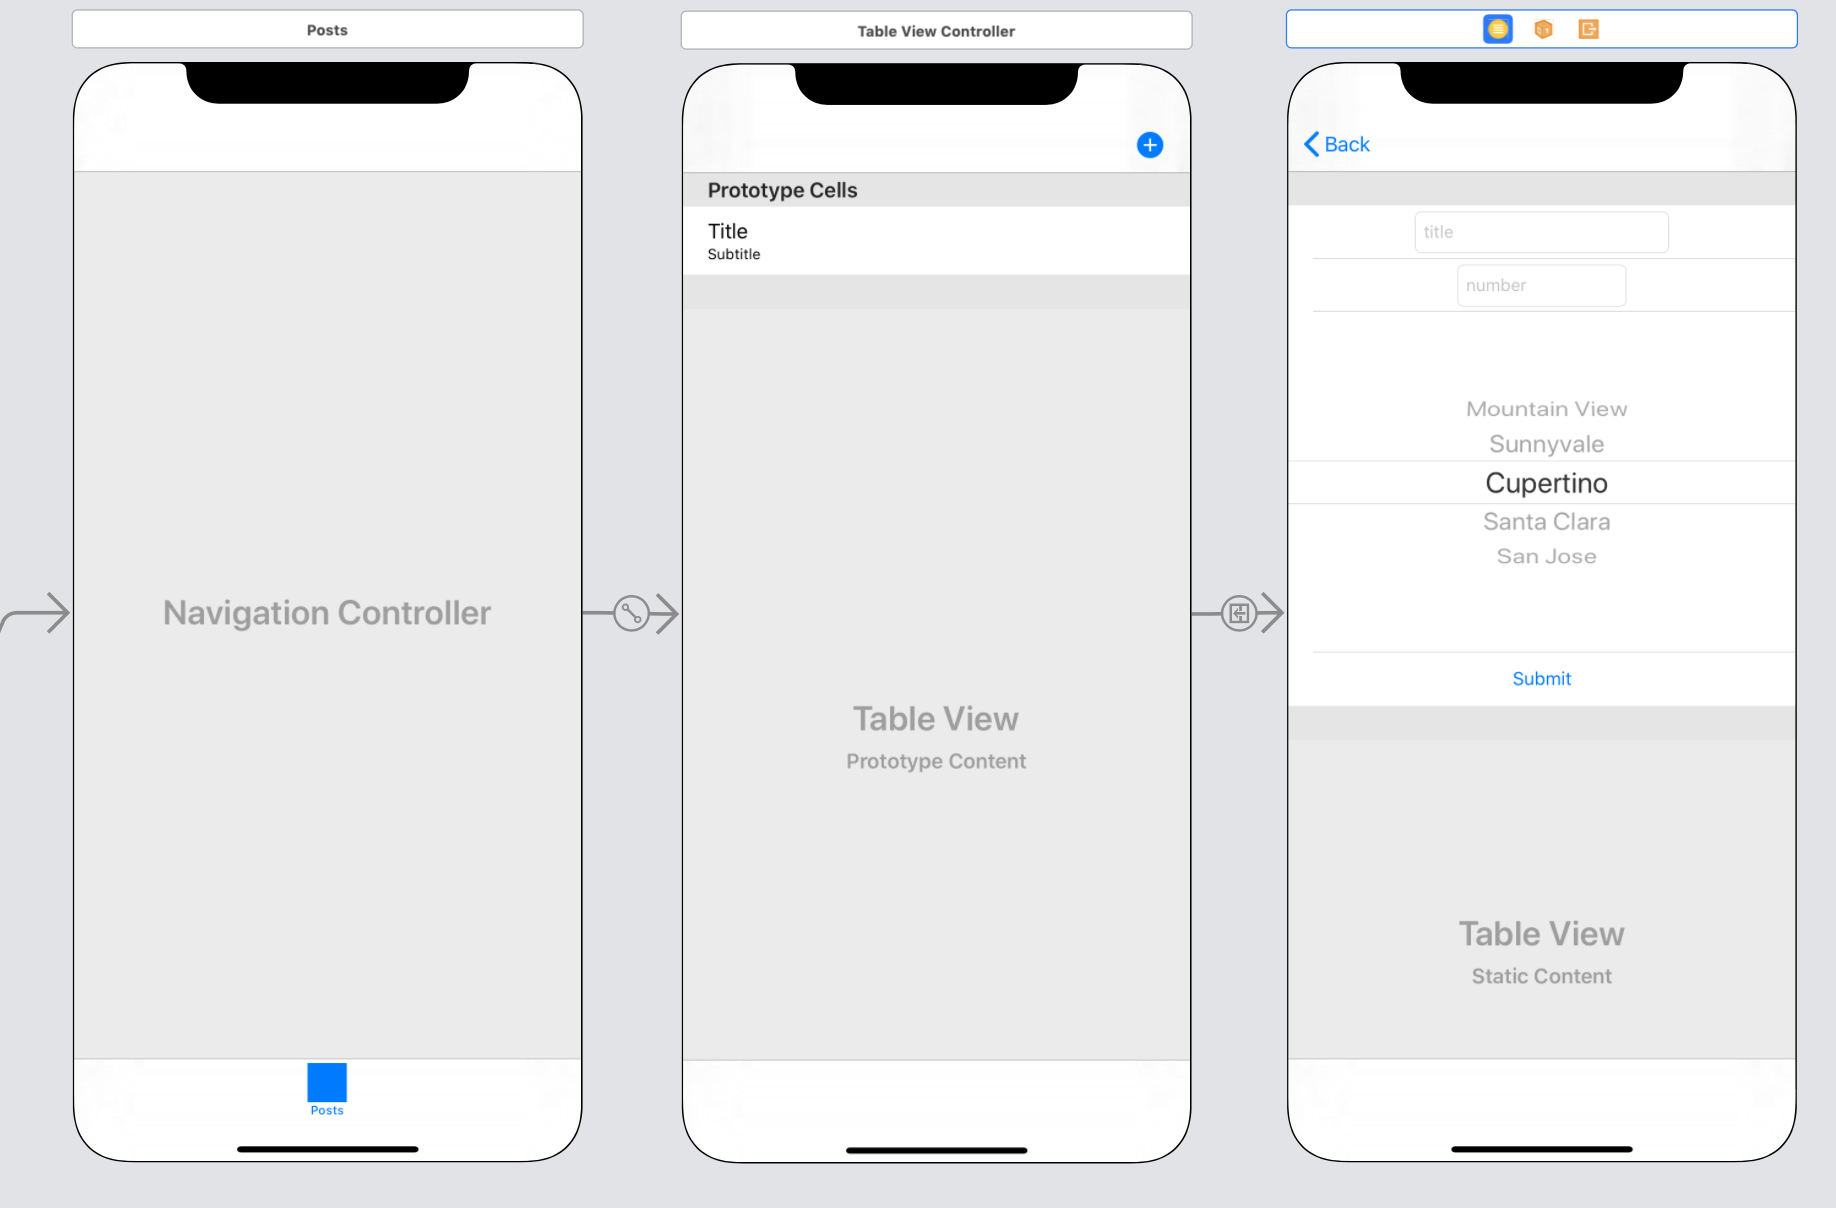 Posts
Navigation Controller
Posts
Table View Controller
Prototype Cells
Title
Subtitle
Table View
Prototype Content
Back
title
number
Mountain View
Sunnyvale
Cupertino
Santa Clara
San Jose
Submit
Table View
Static Content